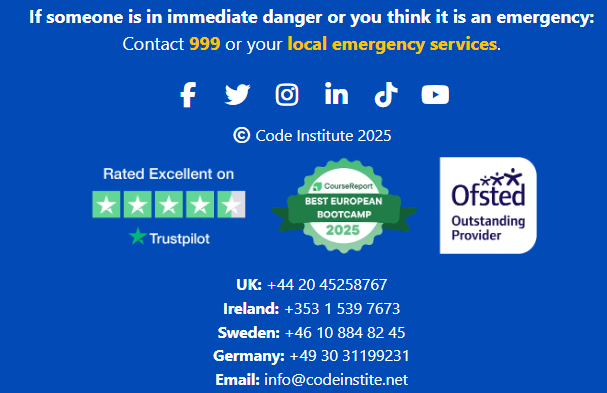 If someone is in immediate danger or you think it is an emergency:
Contact 999 or your local emergency services.
© Code Institute 2025
Rated Excellent on
Trustpilot
CourseReport
BEST EUROPEAN
BOOTCAMP
2025
Ofsted
Outstanding
Provider
UK: +44 20 45258767
Ireland: +353 1 539 7673
Sweden: +46 10 884 82 45
Germany: +49 30 31199231
Email: info@codeinstite.net